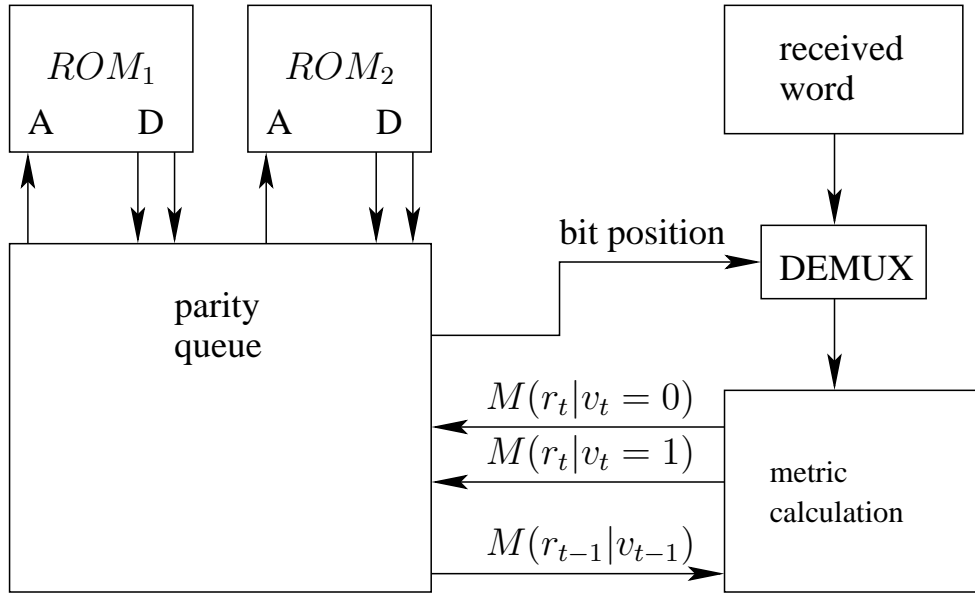 ROM₁
A D
ROM₂
A D
received
word
bit position
DEMUX
parity
queue
M(rₜ|vₜ = 0)
M(rₜ|vₜ = 1)
metric
calculation
M(rₜ₋₁|vₜ₋₁)